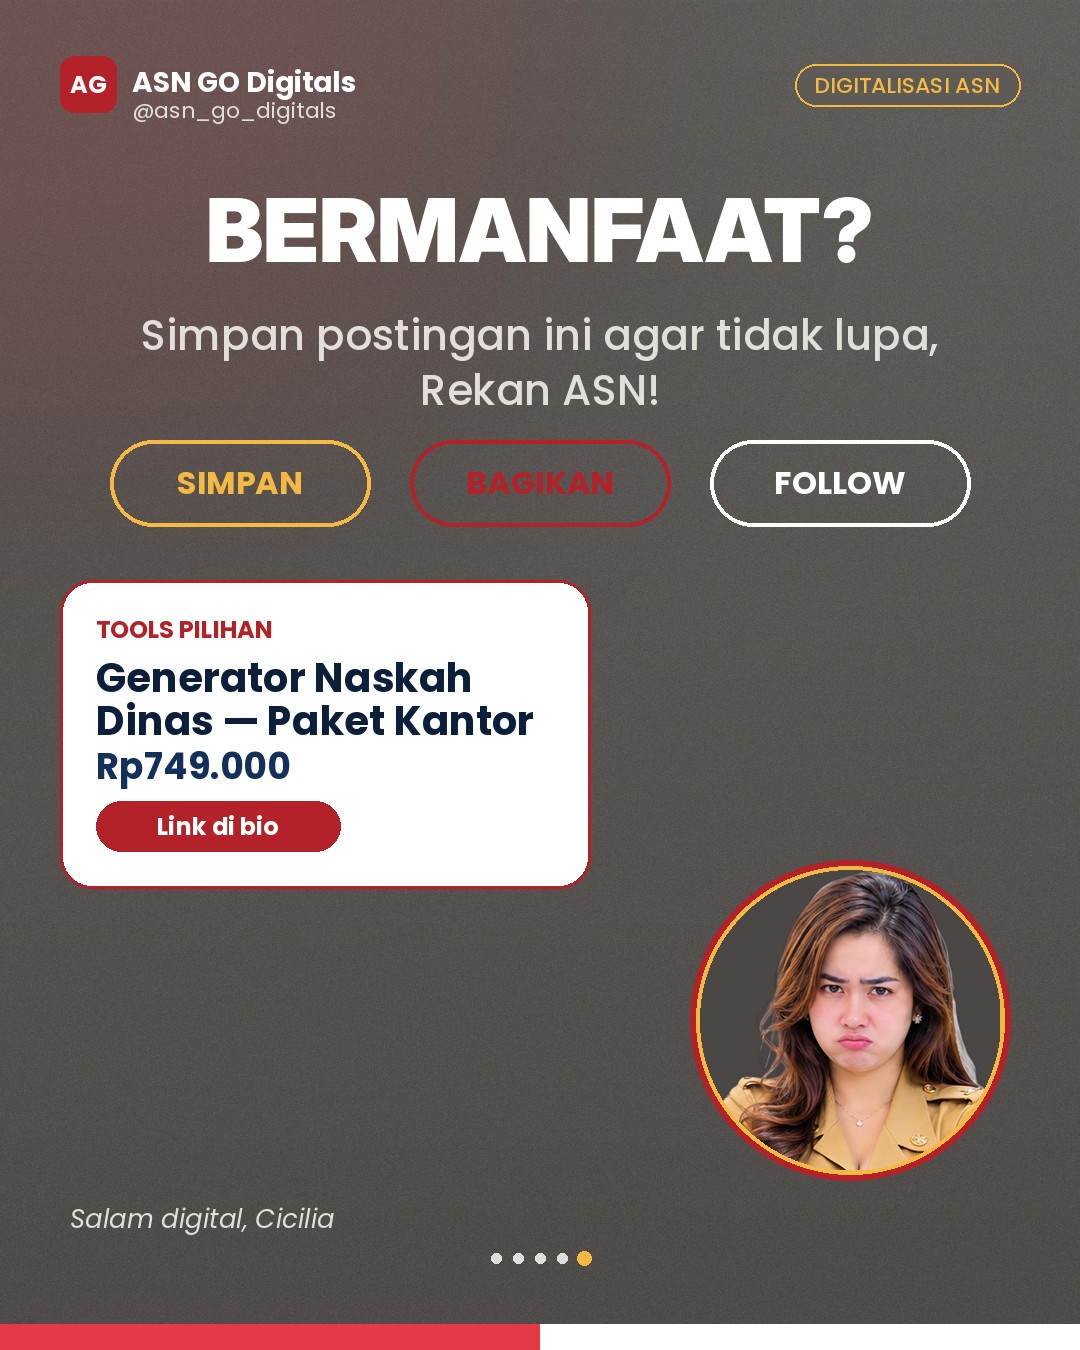 AG
ASN GO Digitals
@asn_go_digitals
DIGITALISASI ASN
BERMANFAAT?
Simpan postingan ini agar tidak lupa,
Rekan ASN!
SIMPAN
BAGIKAN
FOLLOW
TOOLS PILIHAN
Generator Naskah
Dinas — Paket Kantor
Rp749.000
Link di bio
Salam digital, Cicilia